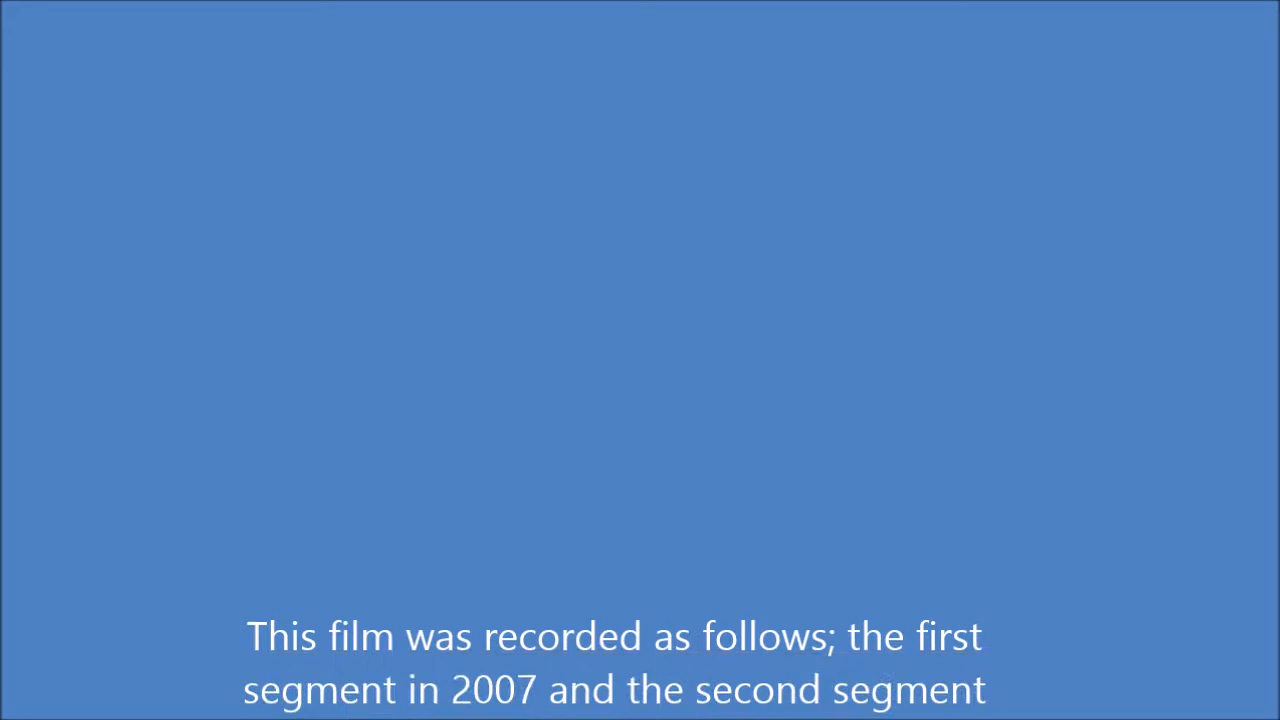 This film was recorded as follows; the first
segment in 2007 and the second segment